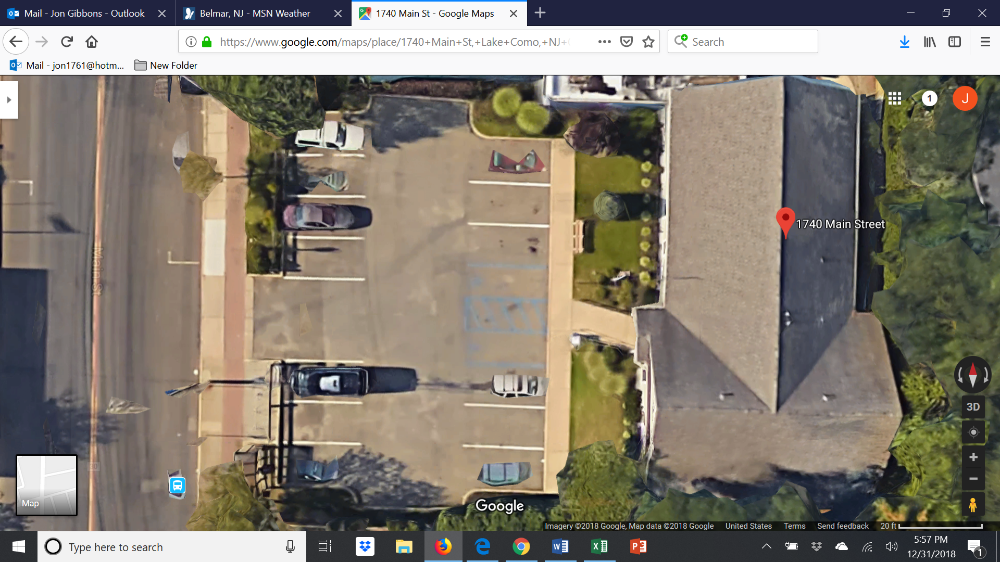 Mail - Jon Gibbons - Outlook
Belmar, NJ - MSN Weather
1740 Main St - Google Maps
https://www.google.com/maps/place/1740+Main+St,+Lake+Como,+NJ+
Search
Mail - jon1761@hotm...
New Folder
1
J
1740 Main Street
Main St
3D
Map
Google
Imagery ©2018 Google, Map data ©2018 Google
United States
Terms
Send feedback
20 ft
Type here to search
5:57 PM
12/31/2018
1